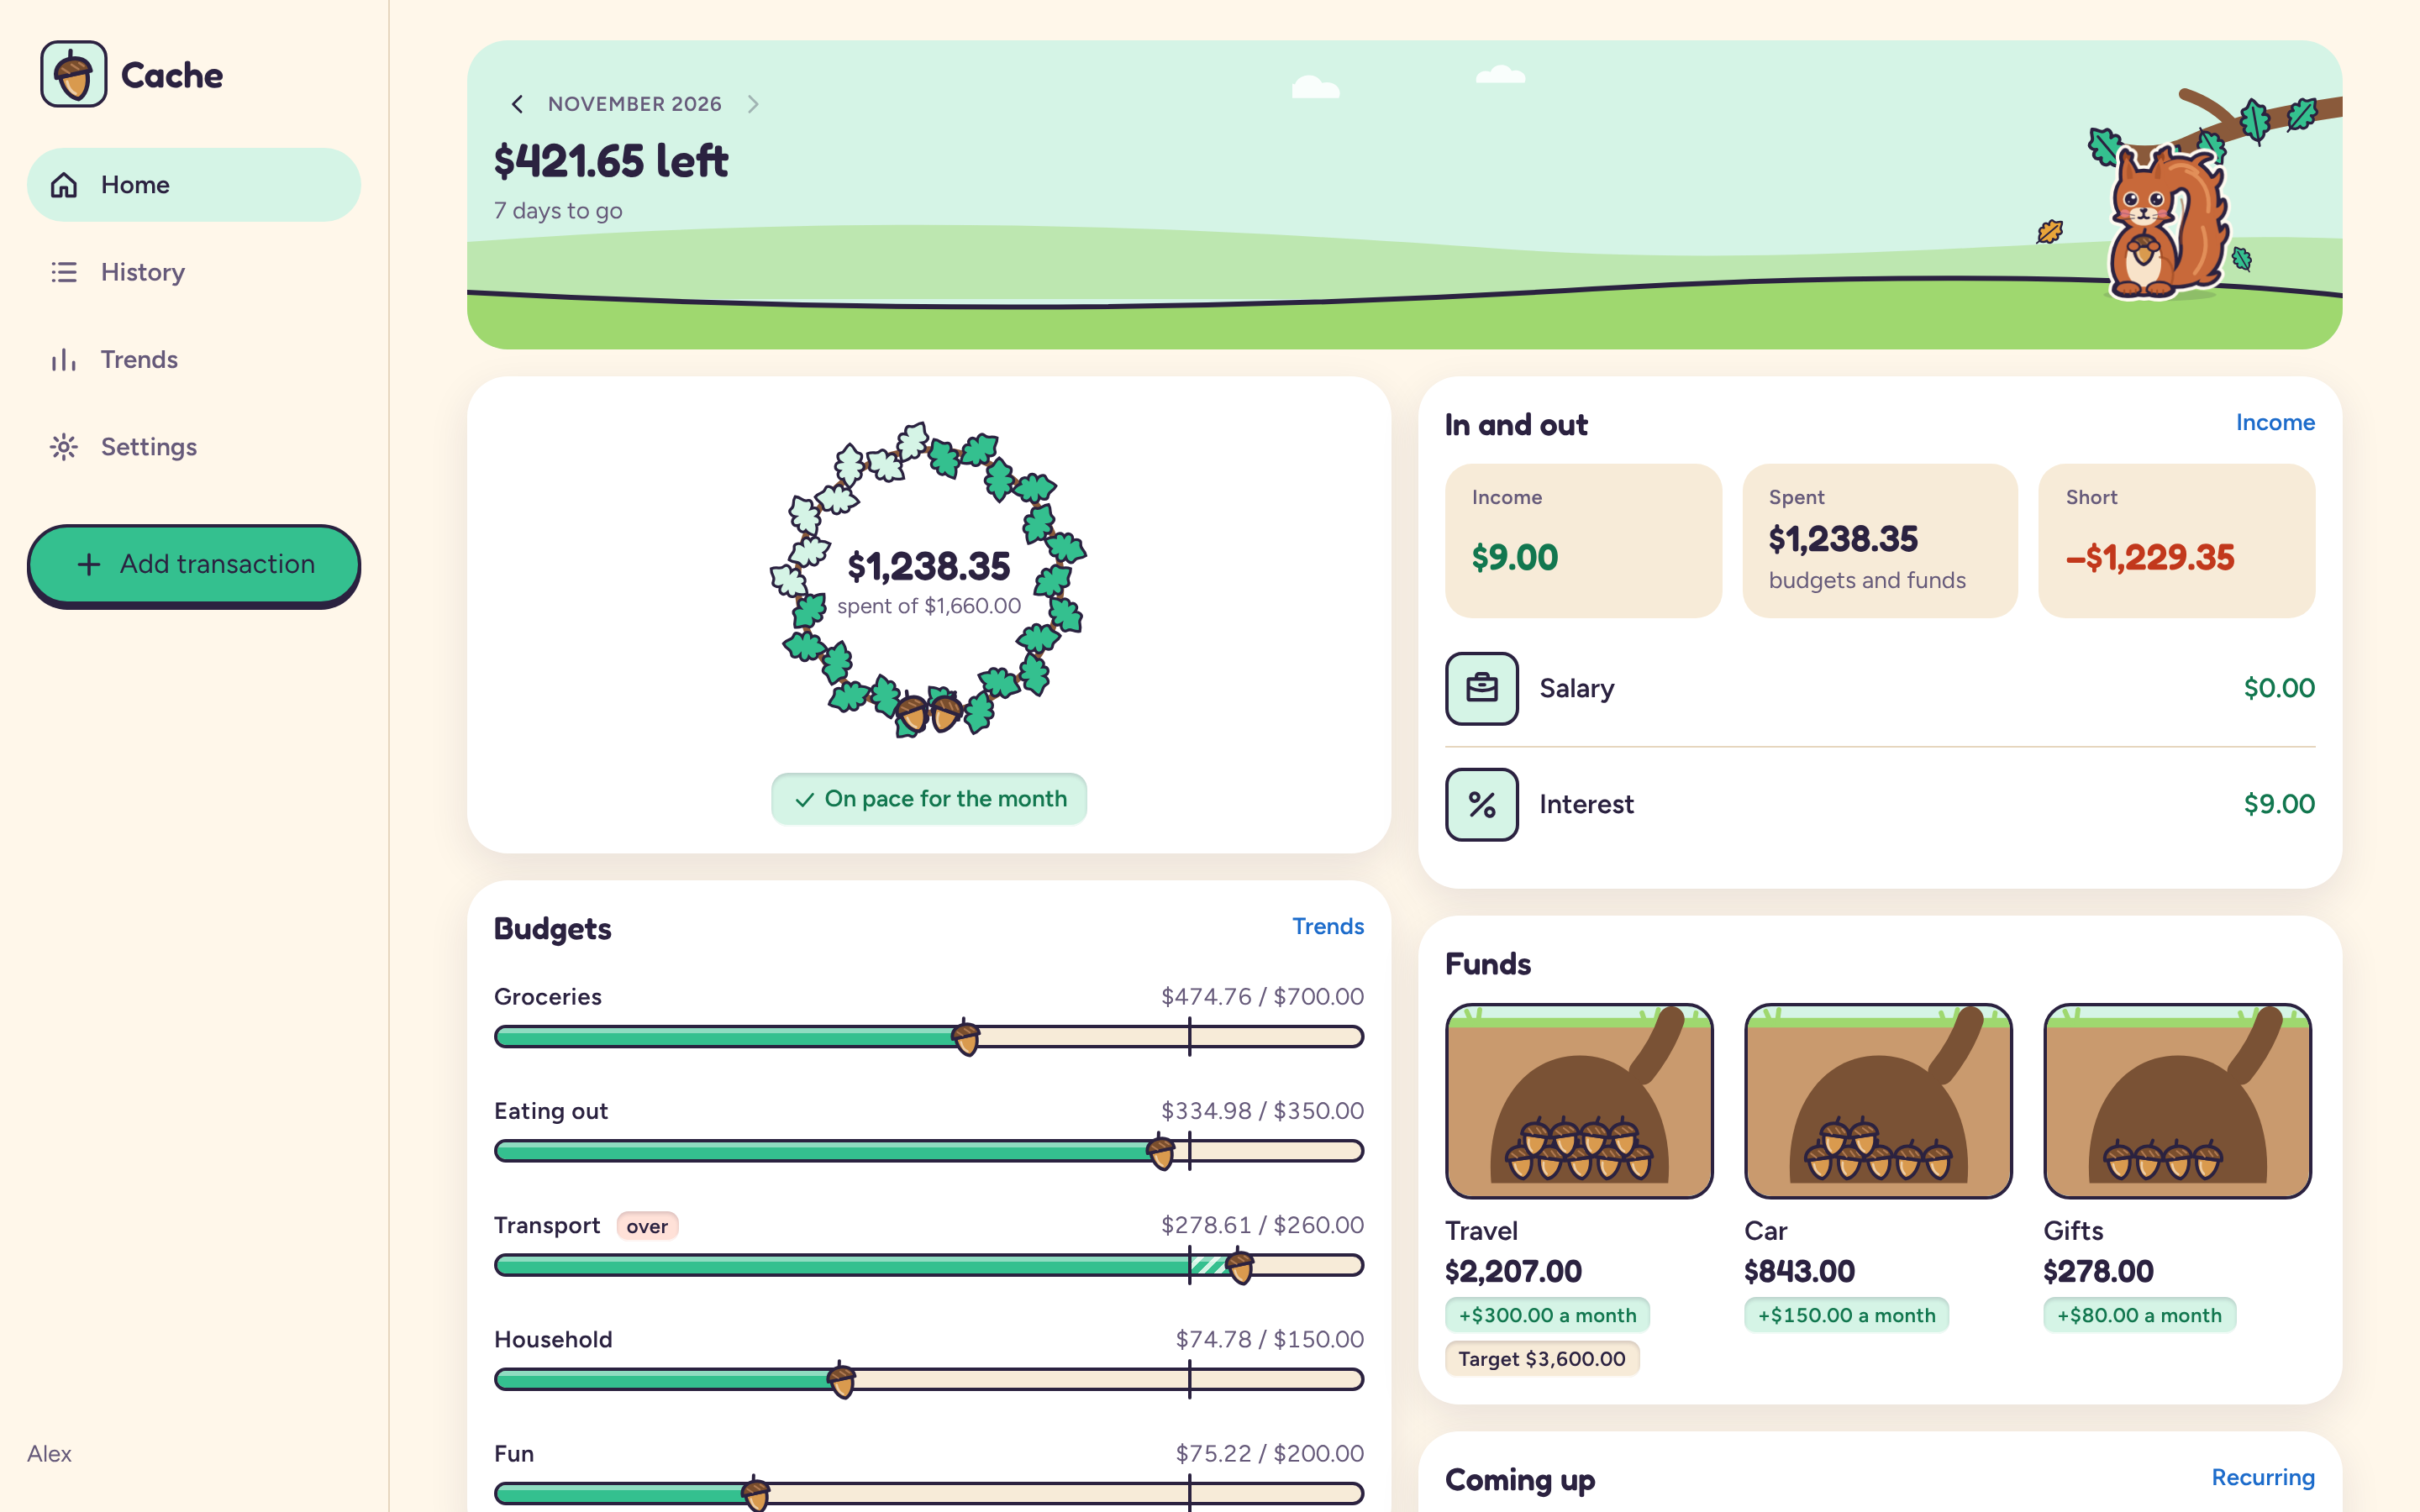 Cache
Home
History
Trends
Settings
Add transaction
Alex
NOVEMBER 2026
$421.65 left
7 days to go
$1,238.35
spent of $1,660.00
On pace for the month
In and out
Income
Income
$9.00
Spent
$1,238.35
budgets and funds
Short
–$1,229.35
Salary
$0.00
Interest
$9.00
Budgets
Trends
Groceries
$474.76 / $700.00
Eating out
$334.98 / $350.00
Transport over
$278.61 / $260.00
Household
$74.78 / $150.00
Fun
$75.22 / $200.00
Funds
Travel
$2,207.00
+$300.00 a month
Target $3,600.00
Car
$843.00
+$150.00 a month
Gifts
$278.00
+$80.00 a month
Coming up
Recurring